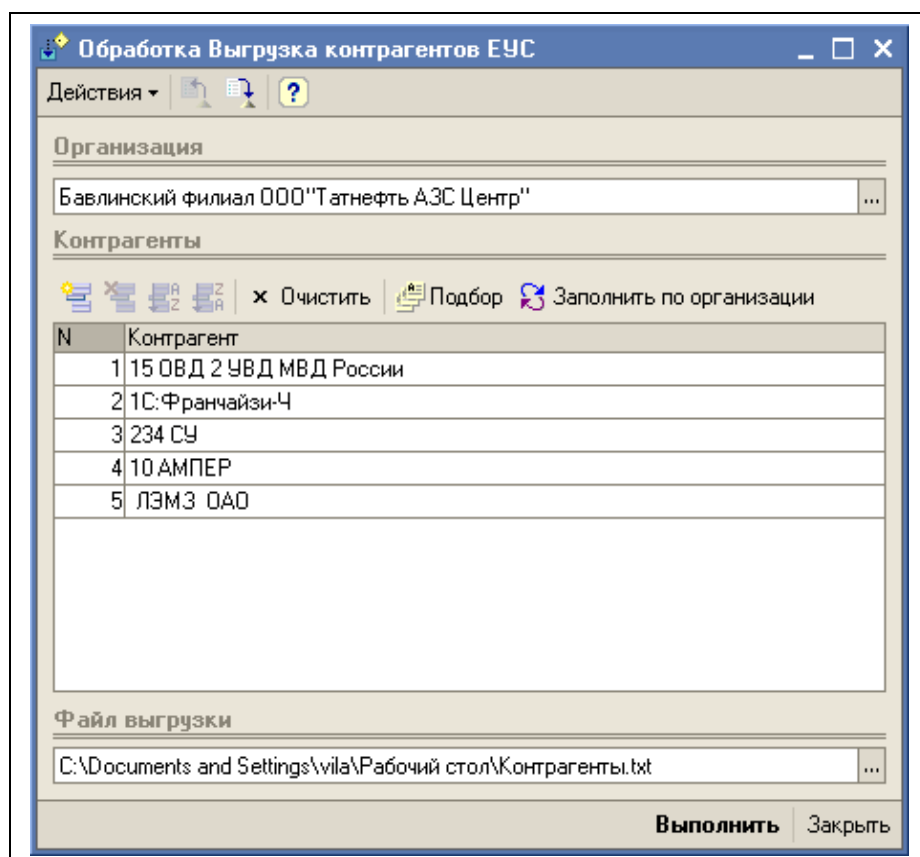 Обработка Выгрузка контрагентов ЕУС
Действия
Организация
Бавлинский филиал ООО"Татнефть АЗС Центр" ...
Контрагенты
Очистить Подбор Заполнить по организации
N Контрагент
1 15 ОВД 2 УВД МВД России
2 1С:Франчайзи-Ч
3 234 СУ
4 10 АМПЕР
5 ЛЭМЗ ОАО
Файл выгрузки
C:\Documents and Settings\vila\Рабочий стол\Контрагенты.txt ...
Выполнить Закрыть